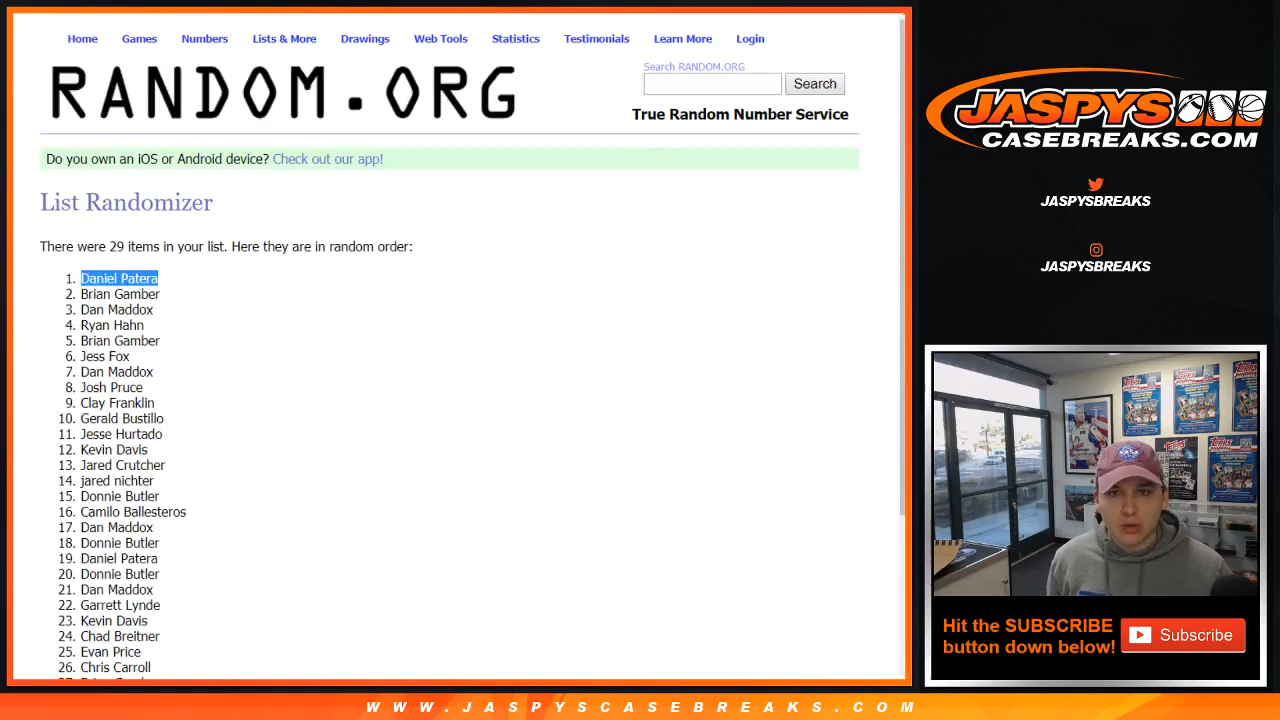 Home Games Numbers Lists & More Drawings Web Tools Statistics Testimonials Learn More Login
RANDOM.ORG
Search RANDOM.ORG
Search
True Random Number Service
Do you own an iOS or Android device? Check out our app!
List Randomizer
There were 29 items in your list. Here they are in random order:
1. Daniel Patera
2. Brian Gamber
3. Dan Maddox
4. Ryan Hahn
5. Brian Gamber
6. Jess Fox
7. Dan Maddox
8. Josh Pruce
9. Clay Franklin
10. Gerald Bustillo
11. Jesse Hurtado
12. Kevin Davis
13. Jared Crutcher
14. jared nichter
15. Donnie Butler
16. Camilo Ballesteros
17. Dan Maddox
18. Donnie Butler
19. Daniel Patera
20. Donnie Butler
21. Dan Maddox
22. Garrett Lynde
23. Kevin Davis
24. Chad Breitner
25. Evan Price
26. Chris Carroll
JASPYS
CASEBREAKS.COM
JASPYSBREAKS
JASPYSBREAKS
Topps
Topps
Topps
Topps
Hit the SUBSCRIBE
button down below!
Subscribe
WWW.JASPYSCASEBREAKS.COM